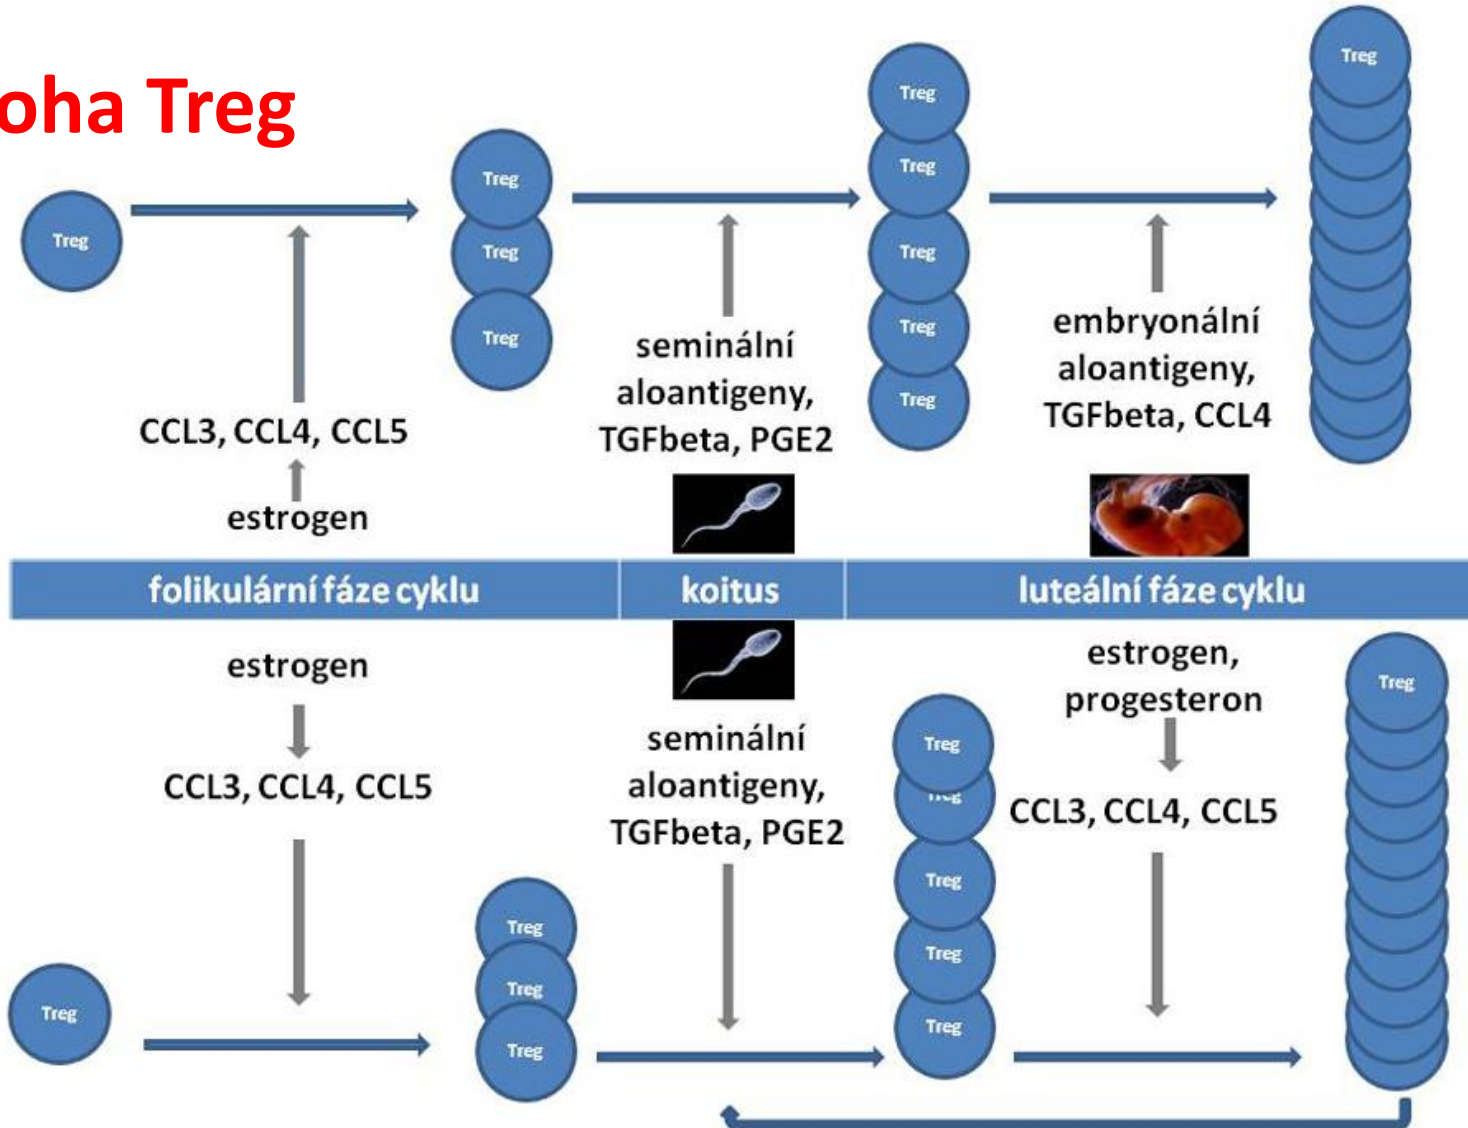 oha Treg
Treg
Treg
Treg
Treg
Treg
Treg
Treg
Treg
Treg
Treg
CCL3, CCL4, CCL5
estrogen
seminální
aloantigeny,
TGFbeta, PGE2
embryonální
aloantigeny,
TGFbeta, CCL4
folikulární fáze cyklu
koitus
luteální fáze cyklu
estrogen
CCL3, CCL4, CCL5
seminální
aloantigeny,
TGFbeta, PGE2
estrogen,
progesteron
CCL3, CCL4, CCL5
Treg
Treg
Treg
Treg
Treg
Treg
Treg
Treg
Treg
Treg